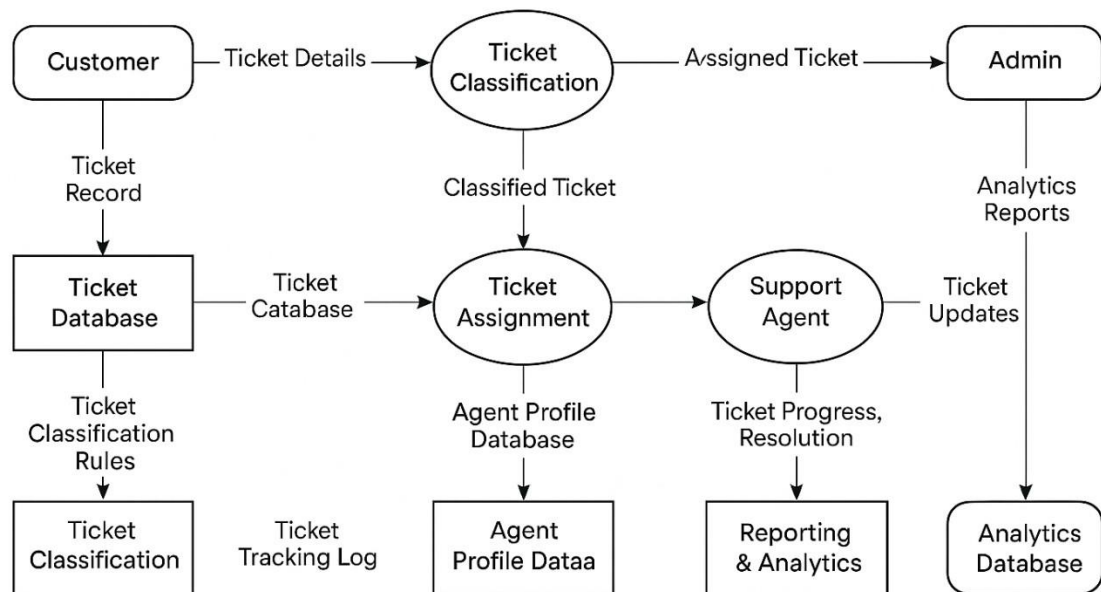 Customer
Ticket Details
Ticket
Classification
Assigned Ticket
Admin
Ticket
Record
Classified Ticket
Analytics
Reports
Ticket
Database
Ticket
Catabase
Ticket
Assignment
Support
Agent
Ticket
Updates
Ticket
Classification
Rules
Agent Profile
Database
Ticket Progress,
Resolution
Ticket
Classification
Ticket
Tracking Log
Agent
Profile Dataa
Reporting
& Analytics
Analytics
Database